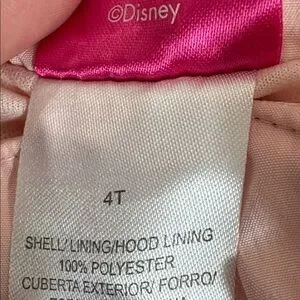 ©Disney
4T
SHELL/ LINING/HOOD LINING
100% POLYESTER
CUBERTA EXTERIOR/ FORRO/